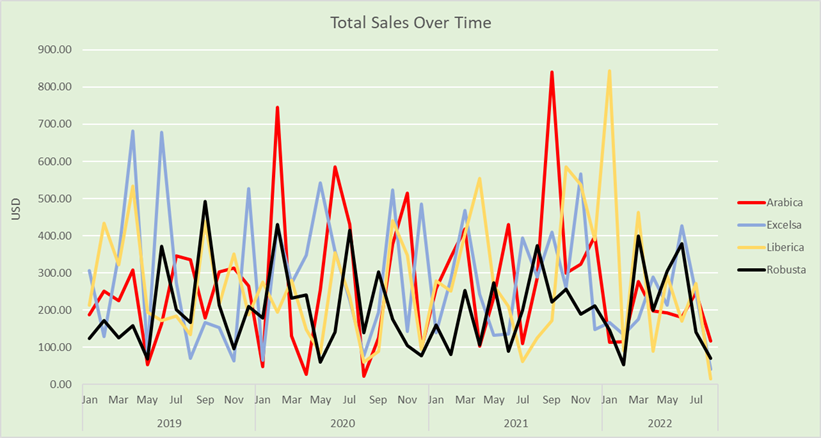 Total Sales Over Time
900.00
800.00
700.00
600.00
500.00
400.00
300.00
200.00
100.00
0.00
USD
Jan Mar May Jul Sep Nov Jan Mar May Jul Sep Nov Jan Mar May Jul Sep Nov Jan Mar May Jul
2019 2020 2021 2022
Arabica
Excelsa
Liberica
Robusta